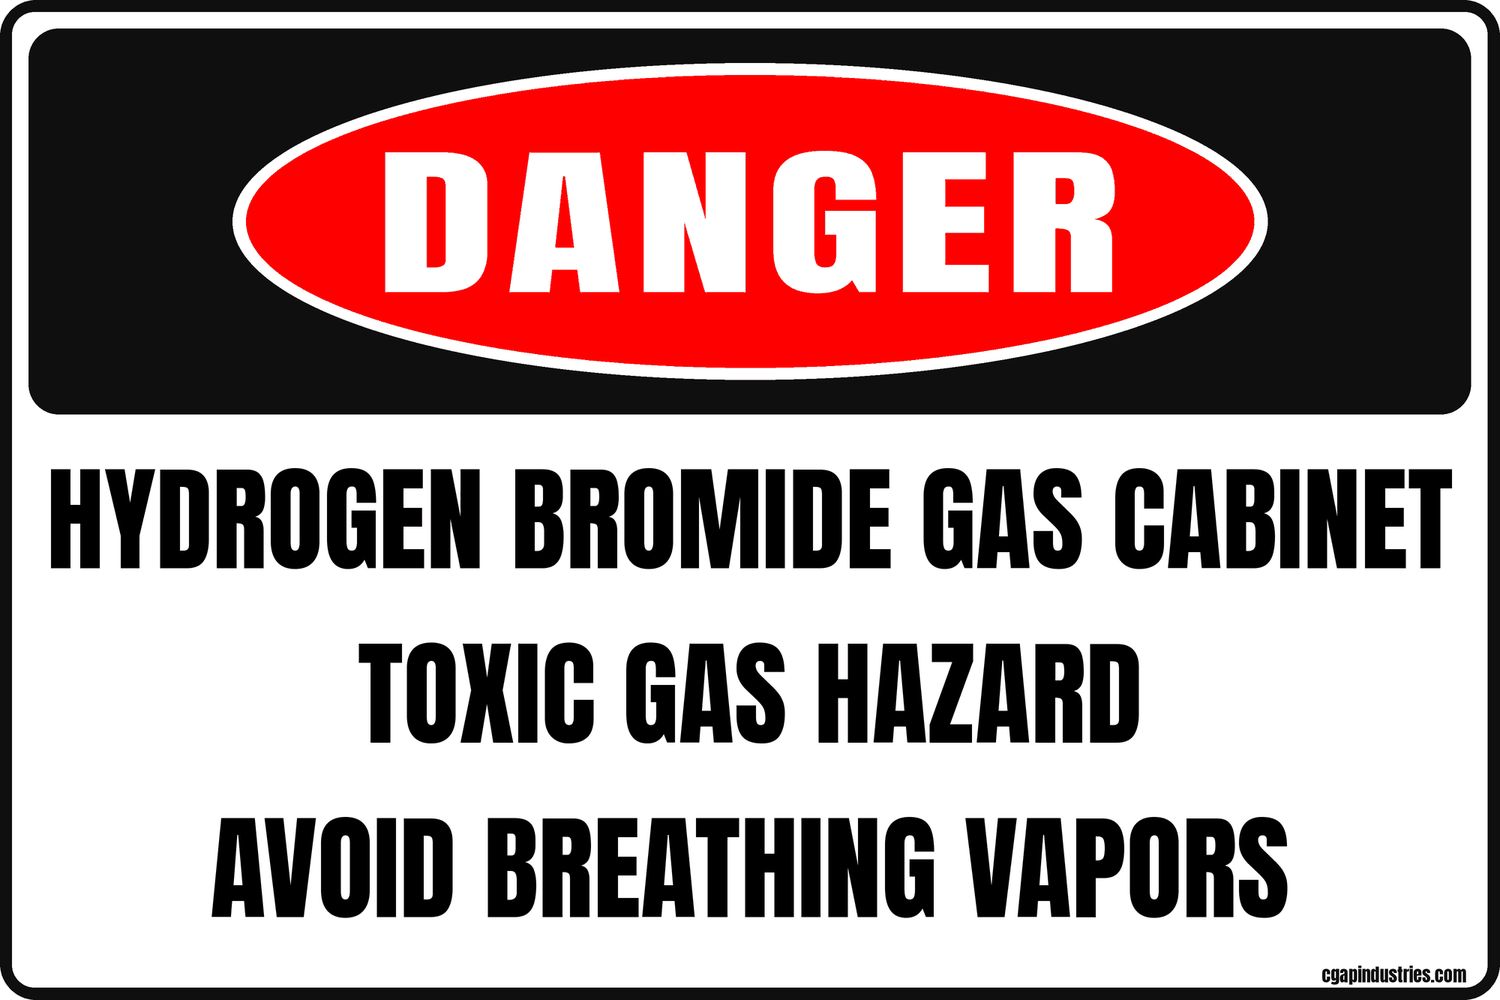 DANGER
HYDROGEN BROMIDE GAS CABINET
TOXIC GAS HAZARD
AVOID BREATHING VAPORS
cgapindustries.com